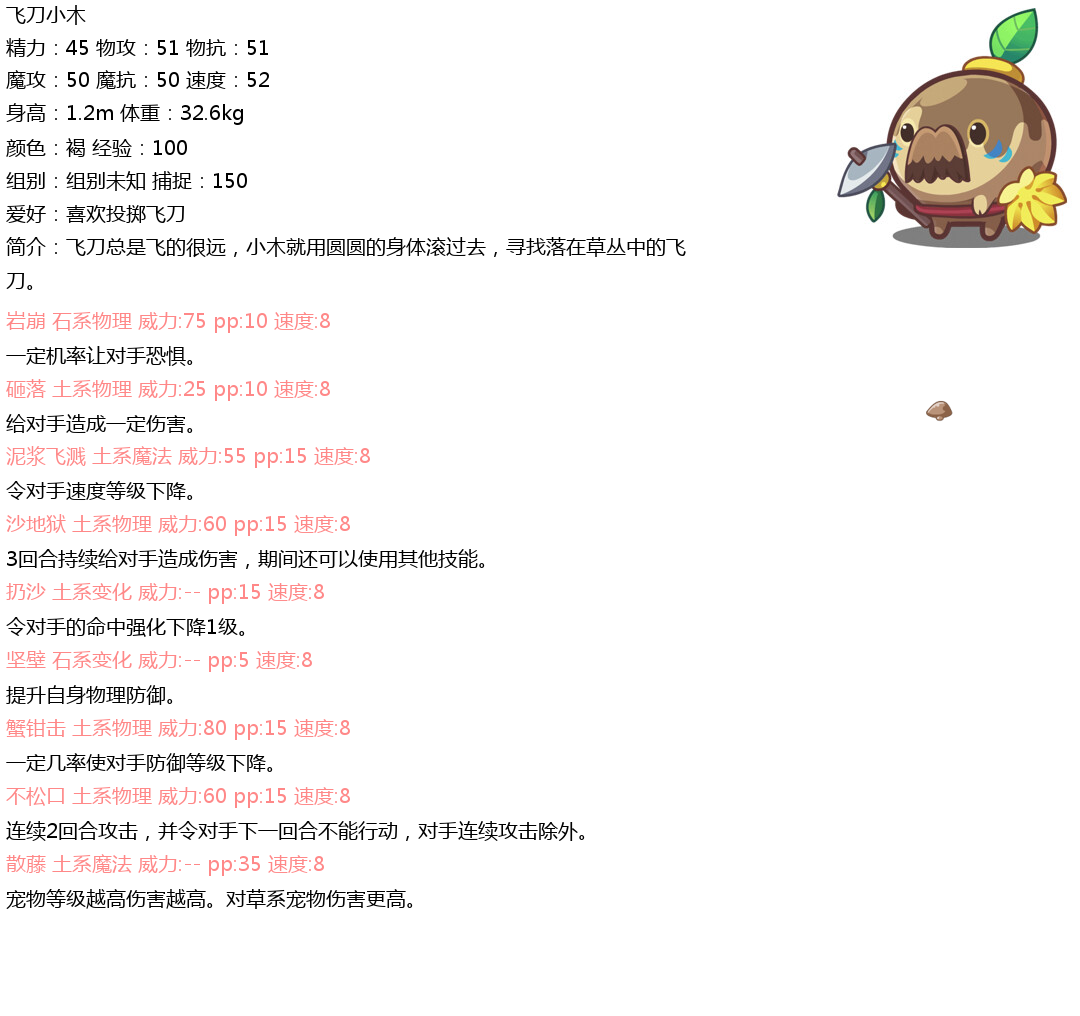 飞刀小木
精力：45 物攻：51 物抗：51
魔攻：50 魔抗：50 速度：52
身高：1.2m 体重：32.6kg
颜色：褐 经验：100
组别：组别未知 捕捉：150
爱好：喜欢投掷飞刀
简介：飞刀总是飞的很远，小木就用圆圆的身体滚过去，寻找落在草丛中的飞
刀。
岩崩 石系物理 威力:75 pp:10 速度:8
一定机率让对手恐惧。
砸落 土系物理 威力:25 pp:10 速度:8
给对手造成一定伤害。
泥浆飞溅 土系魔法 威力:55 pp:15 速度:8
令对手速度等级下降。
沙地狱 土系物理 威力:60 pp:15 速度:8
3回合持续给对手造成伤害，期间还可以使用其他技能。
扔沙 土系变化 威力:-- pp:15 速度:8
令对手的命中强化下降1级。
坚壁 石系变化 威力:-- pp:5 速度:8
提升自身物理防御。
蟹钳击 土系物理 威力:80 pp:15 速度:8
一定几率使对手防御等级下降。
不松口 土系物理 威力:60 pp:15 速度:8
连续2回合攻击，并令对手下一回合不能行动，对手连续攻击除外。
散藤 土系魔法 威力:-- pp:35 速度:8
宠物等级越高伤害越高。对草系宠物伤害更高。